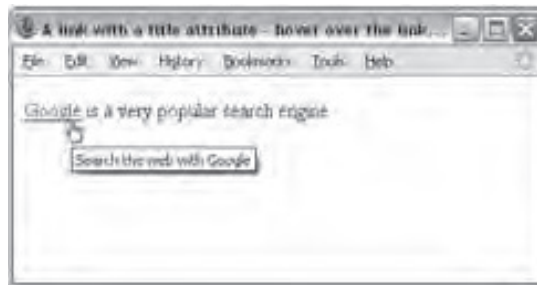 A link with a title attribute - hover over the link...
File Edit View History Bookmarks Tools Help
Google is a very popular search engine
Search the web with Google